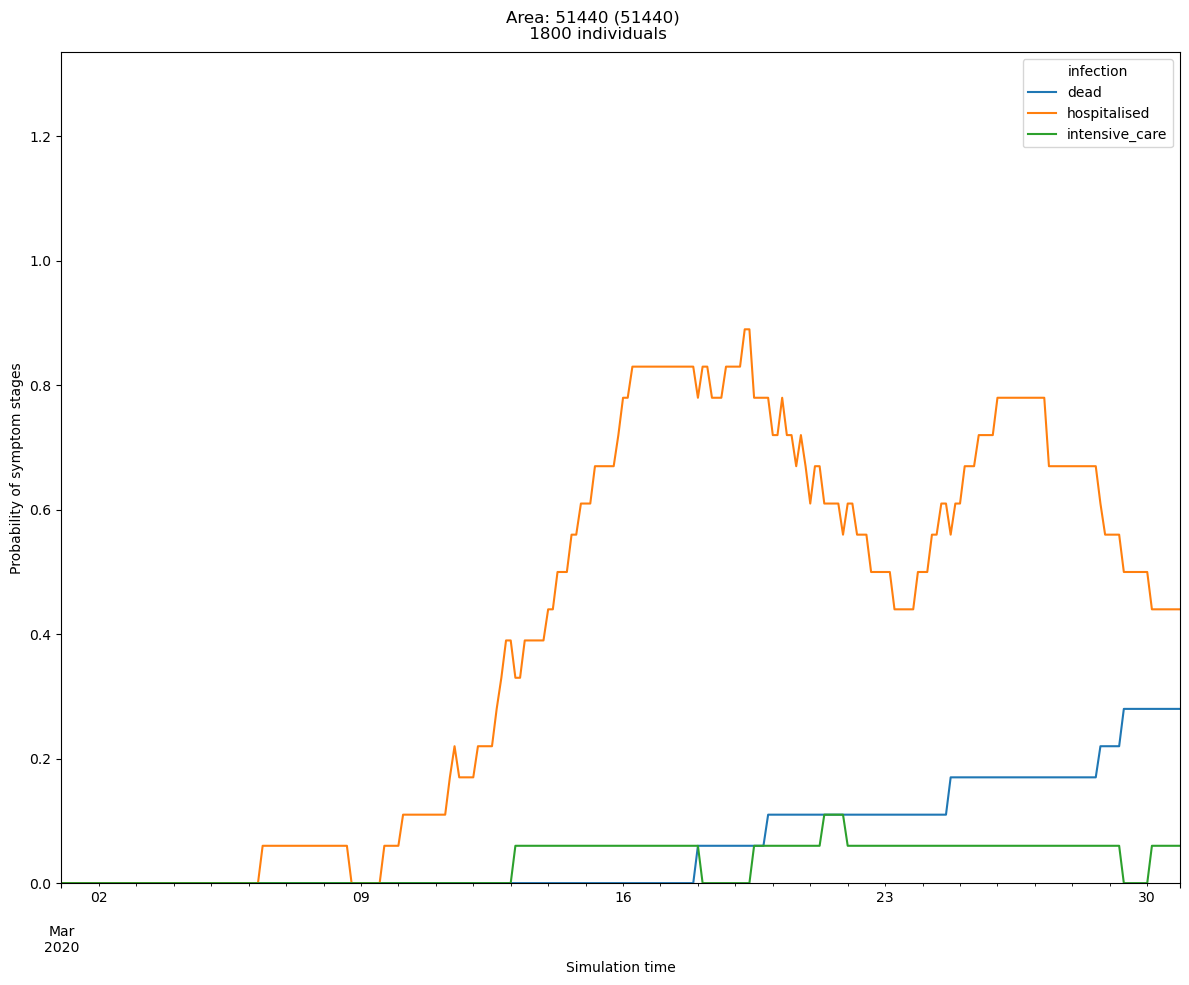 Area: 51440 (51440)
1800 individuals
infection
dead
hospitalised
intensive_care
Probability of symptom stages
1.2
1.0
0.8
0.6
0.4
0.2
0.0
02
09
16
23
30
Mar
2020
Simulation time